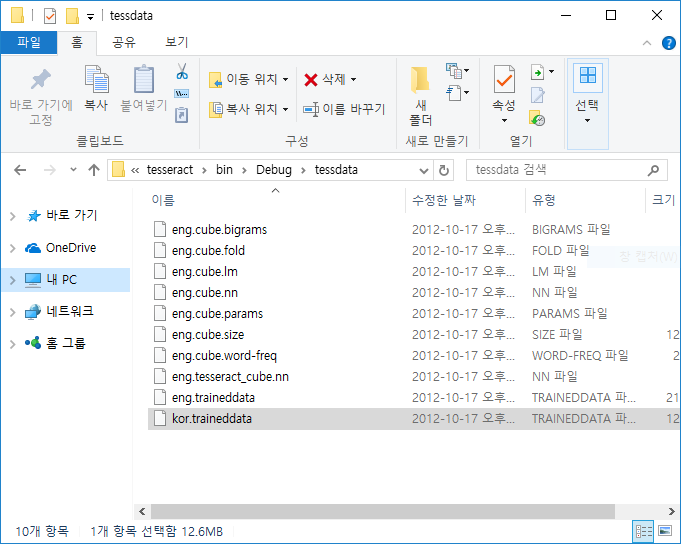 tessdata
파일 홈 공유 보기
바로 가기에 고정
복사
붙여넣기
이동 위치
복사 위치
삭제
이름 바꾸기
새 폴더
속성
선택
클립보드 구성 새로 만들기 열기
« tesseract › bin › Debug › tessdata
tessdata 검색
이름 수정한 날짜 유형 크기
바로 가기
OneDrive
내 PC
네트워크
홈 그룹
eng.cube.bigrams 2012-10-17 오후... BIGRAMS 파일
eng.cube.fold 2012-10-17 오후... FOLD 파일
eng.cube.lm 2012-10-17 오후... LM 파일
eng.cube.nn 2012-10-17 오후... NN 파일
eng.cube.params 2012-10-17 오후... PARAMS 파일
eng.cube.size 2012-10-17 오후... SIZE 파일 12
eng.cube.word-freq 2012-10-17 오후... WORD-FREQ 파일 2
eng.tesseract_cube.nn 2012-10-17 오후... NN 파일
eng.traineddata 2012-10-17 오후... TRAINEDDATA 파... 21
kor.traineddata 2012-10-17 오후... TRAINEDDATA 파... 12
창 캡처(W)
10개 항목 1개 항목 선택함 12.6MB